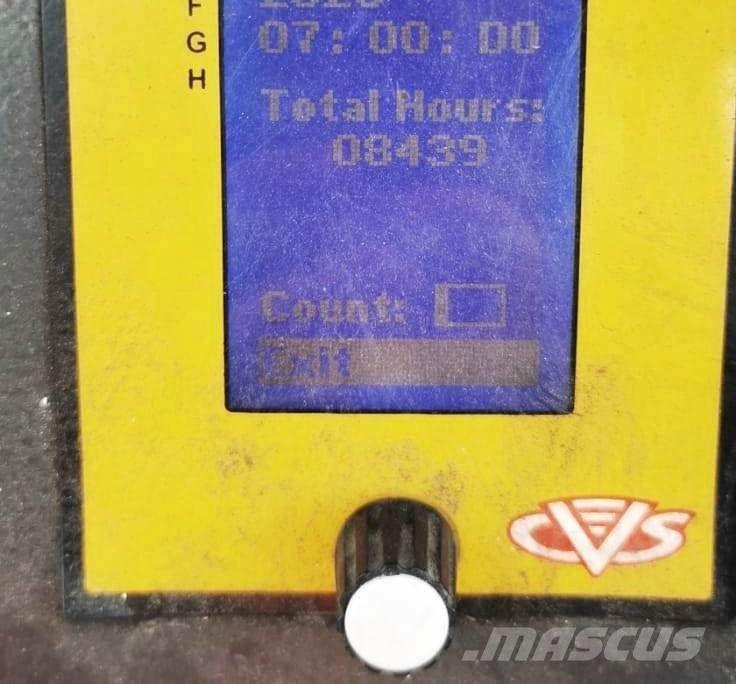 F
G
H
07:00:00
Total Hours:
08439
Count:
Exit
CVS
MASCUS